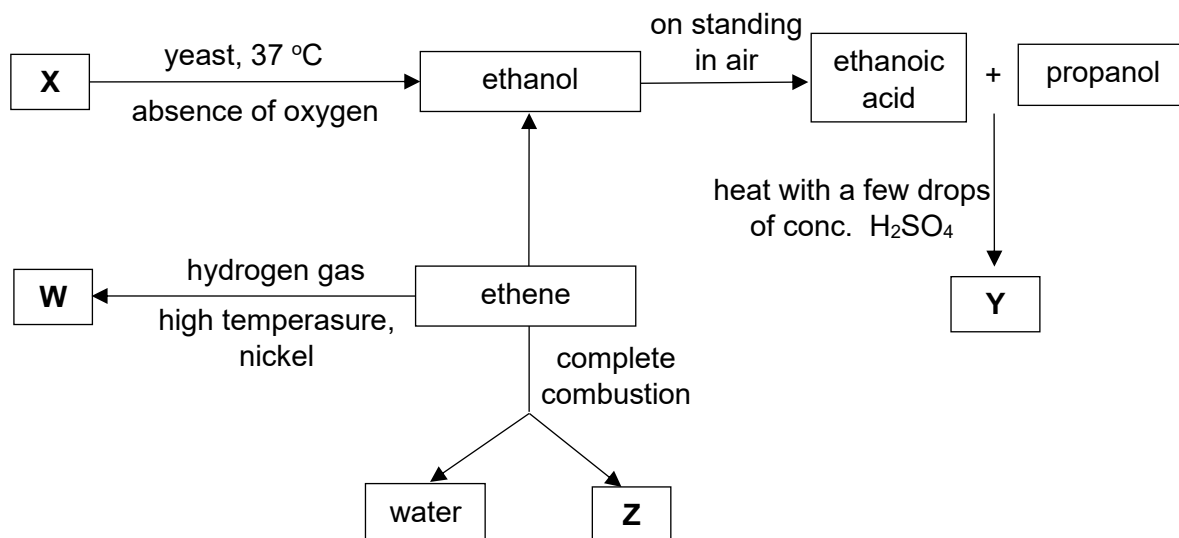 X
yeast, 37 ºC
absence of oxygen
ethanol
on standing
in air
ethanoic
acid
+
propanol
heat with a few drops
of conc. H₂SO₄
Y
W
hydrogen gas
high temperasure,
nickel
ethene
complete
combustion
water
Z